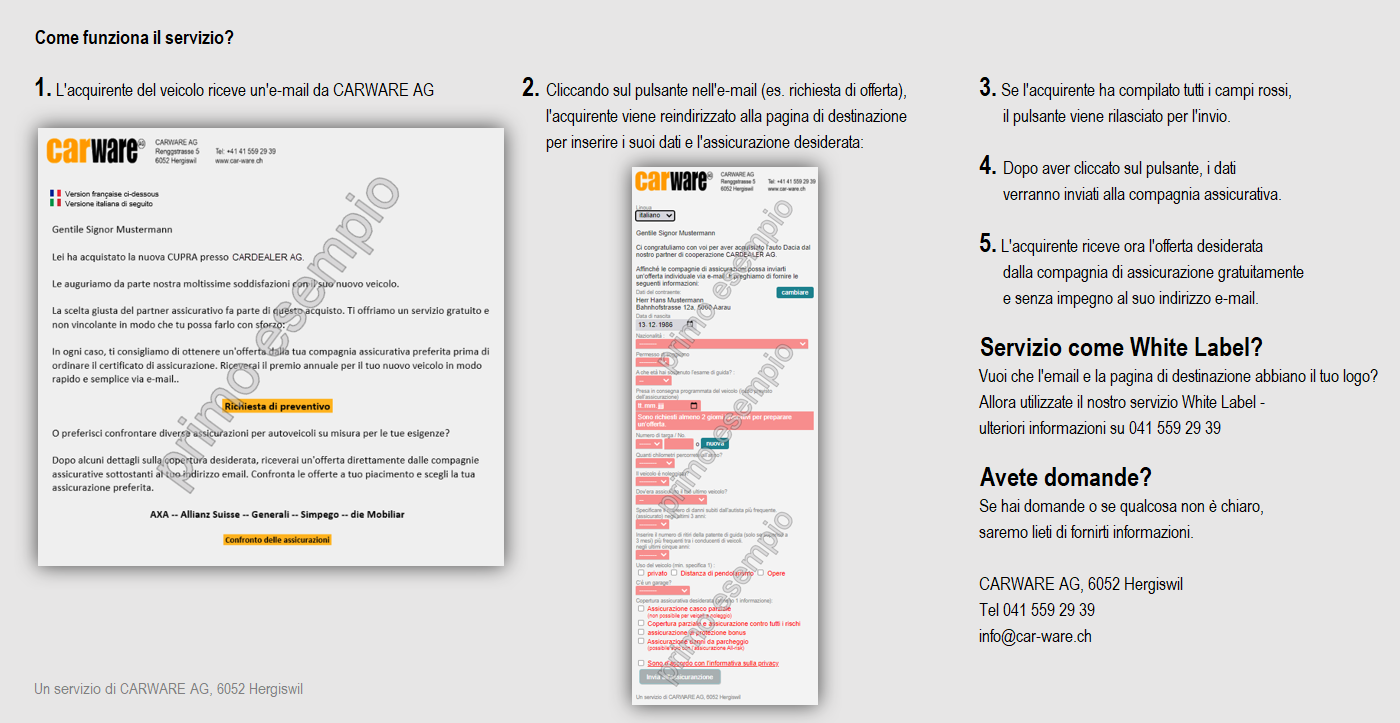 Come funziona il servizio?
1. L'acquirente del veicolo riceve un'e-mail da CARWARE AG
carware AG
CARWARE AG
Renggstrasse 5
6052 Hergiswil
Tel: +41 41 559 29 39
www.car-ware.ch
Version française ci-dessous
Versione italiana di seguito
Gentile Signor Mustermann
Lei ha acquistato la nuova CUPRA presso CARDEALER AG.
Le auguriamo da parte nostra moltissime soddisfazioni con il suo nuovo veicolo.
La scelta giusta del partner assicurativo fa parte di questo acquisto. Ti offriamo un servizio gratuito e
non vincolante in modo che tu possa farlo con sforzo:
In ogni caso, ti consigliamo di ottenere un'offerta dalla tua compagnia assicurativa preferita prima di
ordinare il certificato di assicurazione. Riceverai il premio annuale per il tuo nuovo veicolo in modo
rapido e semplice via e-mail..
Richiesta di preventivo
O preferisci confrontare diverse assicurazioni per autoveicoli su misura per le tue esigenze?
Dopo alcuni dettagli sulla copertura desiderata, riceverai un'offerta direttamente dalle compagnie
assicurative sottostanti al tuo indirizzo email. Confronta le offerte a tuo piacimento e scegli la tua
assicurazione preferita.
AXA -- Allianz Suisse -- Generali -- Simpego -- die Mobiliar
Confronto delle assicurazioni
primo esempio
Un servizio di CARWARE AG, 6052 Hergiswil
2. Cliccando sul pulsante nell'e-mail (es. richiesta di offerta),
l'acquirente viene reindirizzato alla pagina di destinazione
per inserire i suoi dati e l'assicurazione desiderata:
carware AG
CARWARE AG
Renggstrasse 5
6052 Hergiswil
Tel: +41 41 559 29 39
www.car-ware.ch
Lingua
italiano
Gentile Signor Mustermann
Ci congratuliamo con voi per aver acquistato l'auto Dacia dal
nostro partner di cooperazione CARDEALER AG.
Affinché le compagnie di assicurazioni possa inviarti
un'offerta individuale via e-mail, ti preghiamo di fornire le
seguenti informazioni:
Dati del contraente:
cambiare
Herr Hans Mustermann
Bahnhofstrasse 12a, 5000 Aarau
Data di nascita
13.12.1986
Nazionalità
Permesso di soggiorno
A che età hai ottenuto l'esame di guida?
Presa in consegna programmata del veicolo (inizio previsto
dell'assicurazione)
tt.mm.jj
Sono richiesti almeno 2 giorni lavorativi per preparare
un'offerta.
Numero di targa / No.
o nuova
Quanti chilometri percorrete all'anno?
Il veicolo è noleggiato?
Dov'era assicurato il tuo ultimo veicolo?
Specificare il numero di danni subiti dall'autista più frequente
(assicurato) negli ultimi 3 anni:
Inserire il numero di ritiri della patente di guida (solo se superiore a
3 mesi) più frequenti tra i conducenti di veicoli.
negli ultimi cinque anni:
Uso del veicolo (min. specifica 1) :
privato Distanza di pendolarismo Opere
C'è un garage?
Copertura assicurativa desiderata (almeno 1 informazione):
Assicurazione casco parziale
(non possibile per veicoli a noleggio)
Copertura parziale e assicurazione contro tutti i rischi
assicurazione di protezione bonus
Assicurazione danni da parcheggio
(possibile solo con l'assicurazione All-risk)
Sono d'accordo con l'informativa sulla privacy
Invia all'assicuranzione
Un servizio di CARWARE AG, 6052 Hergiswil
primo esempio
primo esempio
primo esempio
3. Se l'acquirente ha compilato tutti i campi rossi,
il pulsante viene rilasciato per l'invio.
4. Dopo aver cliccato sul pulsante, i dati
verranno inviati alla compagnia assicurativa.
5. L'acquirente riceve ora l'offerta desiderata
dalla compagnia di assicurazione gratuitamente
e senza impegno al suo indirizzo e-mail.
Servizio come White Label?
Vuoi che l'email e la pagina di destinazione abbiano il tuo logo?
Allora utilizzate il nostro servizio White Label -
ulteriori informazioni su 041 559 29 39
Avete domande?
Se hai domande o se qualcosa non è chiaro,
saremo lieti di fornirti informazioni.
CARWARE AG, 6052 Hergiswil
Tel 041 559 29 39
info@car-ware.ch